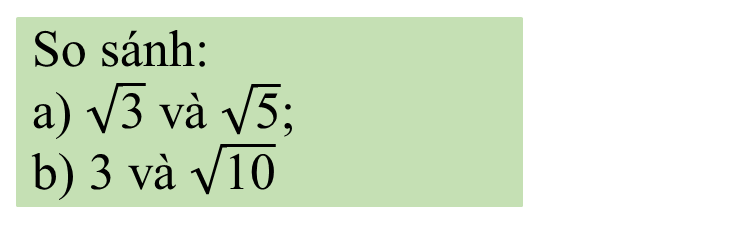 So sánh:
a) √3 và √5;
b) 3 và √10